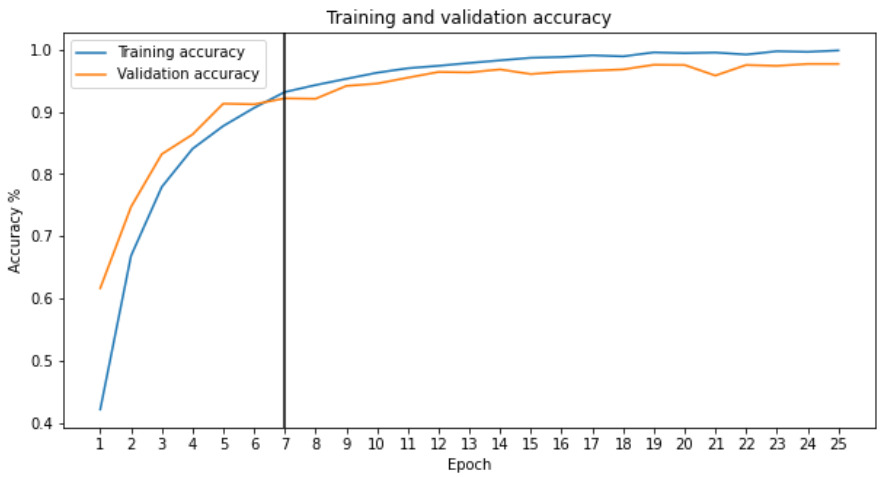 Training and validation accuracy
Training accuracy
Validation accuracy
Accuracy %
1.0
0.9
0.8
0.7
0.6
0.5
0.4
1 2 3 4 5 6 7 8 9 10 11 12 13 14 15 16 17 18 19 20 21 22 23 24 25
Epoch